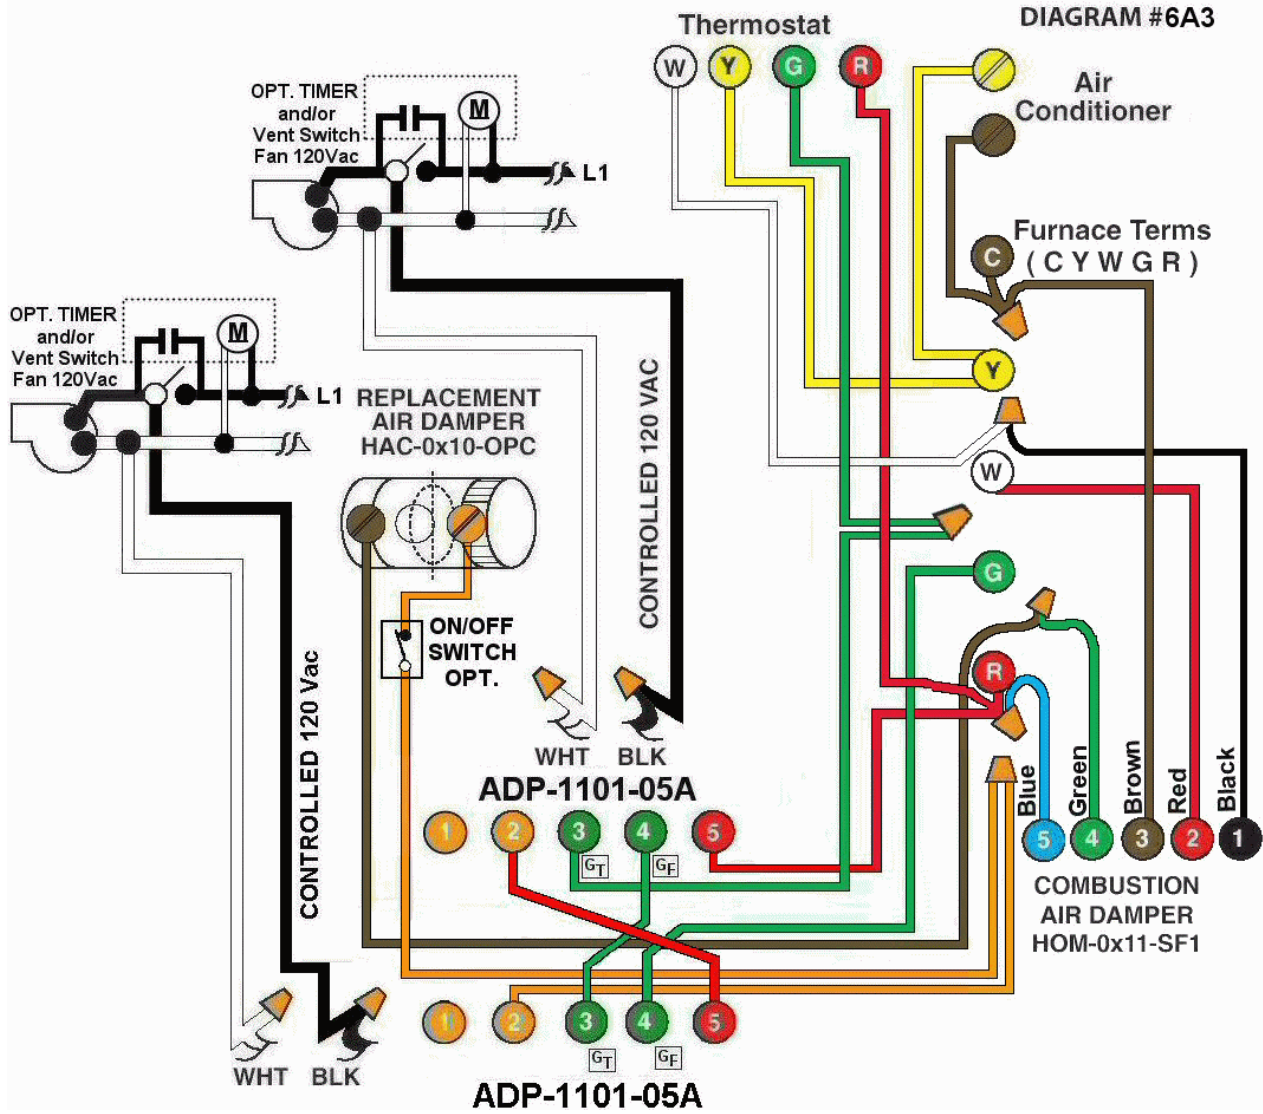 DIAGRAM #6A3
Thermostat
W Y G R
Air
Conditioner
OPT. TIMER
and/or
Vent Switch
Fan 120Vac
M
L1
C
Furnace Terms
( C Y W G R )
OPT. TIMER
and/or
Vent Switch
Fan 120Vac
M
L1
Y
REPLACEMENT
AIR DAMPER
HAC-0x10-OPC
CONTROLLED 120 VAC
W
G
ON/OFF
SWITCH
OPT.
R
CONTROLLED 120 Vac
WHT BLK
ADP-1101-05A
1 2 3 4 5
GT GF
Blue
Green
Brown
Red
Black
5 4 3 2 1
COMBUSTION
AIR DAMPER
HOM-0x11-SF1
1 2 3 4 5
GT GF
WHT BLK
ADP-1101-05A